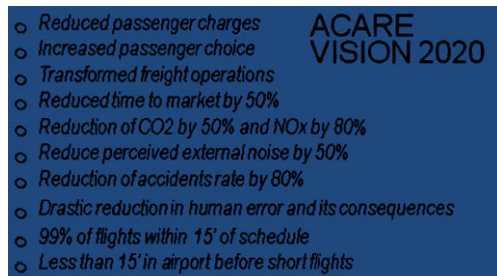 ACARE
VISION 2020
Reduced passenger charges
Increased passenger choice
Transformed freight operations
Reduced time to market by 50%
Reduction of CO2 by 50% and NOx by 80%
Reduce perceived external noise by 50%
Reduction of accidents rate by 80%
Drastic reduction in human error and its consequences
99% of flights within 15' of schedule
Less than 15' in airport before short flights